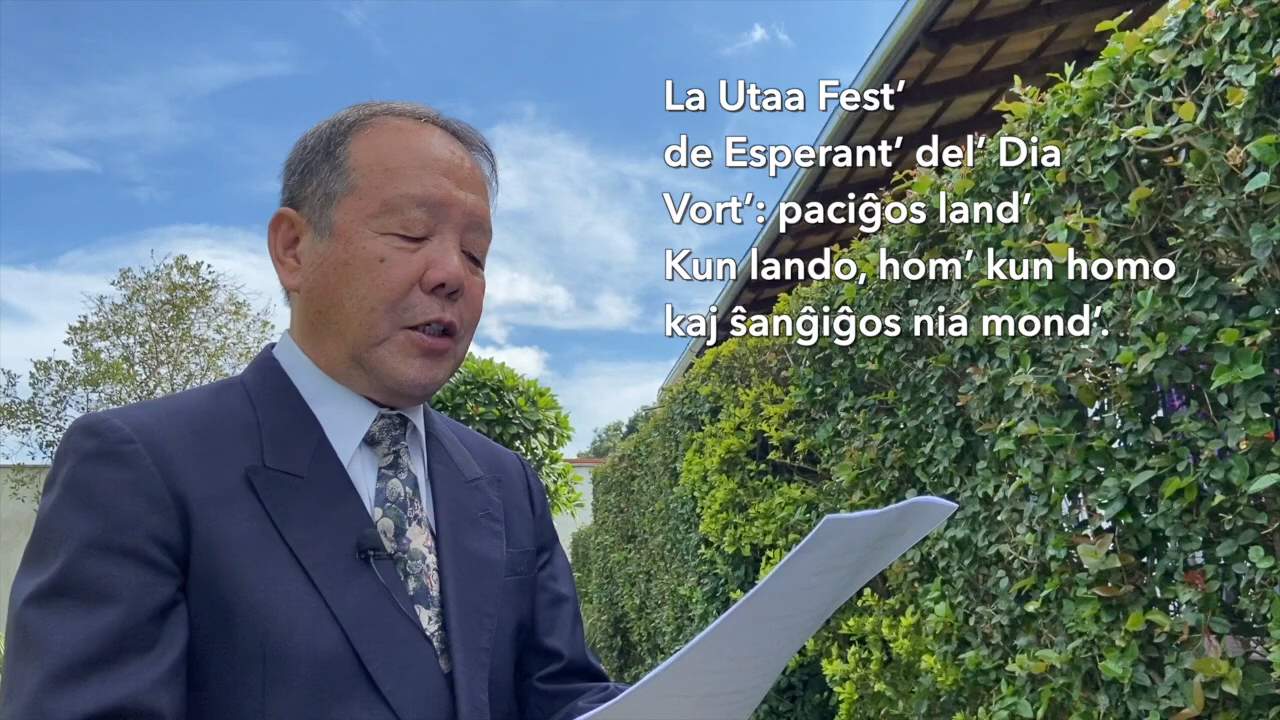 La Utaa Fest’
de Esperant’ del’ Dia
Vort’: paciĝos land’
Kun lando, hom’ kun homo
kaj ŝanĝiĝos nia mond’.